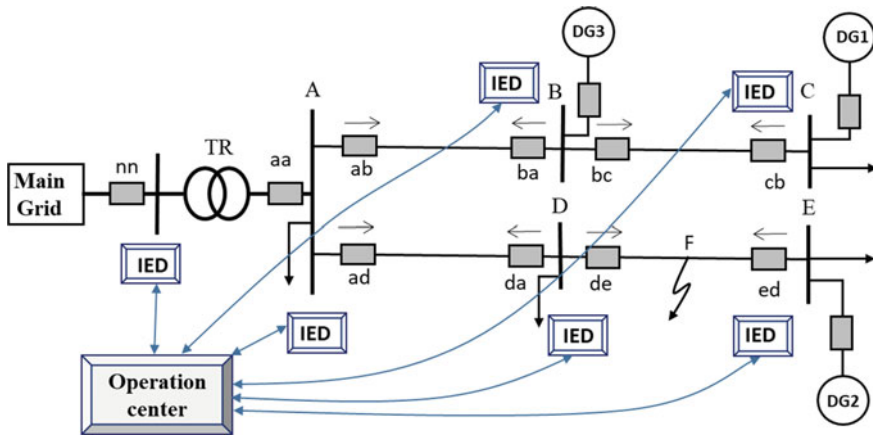 DG3
DG1
IED
IED
A
B
C
Main
Grid
nn
TR
aa
ab
ba
bc
cb
D
E
F
IED
ad
da
de
ed
IED
IED
IED
Operation
center
DG2